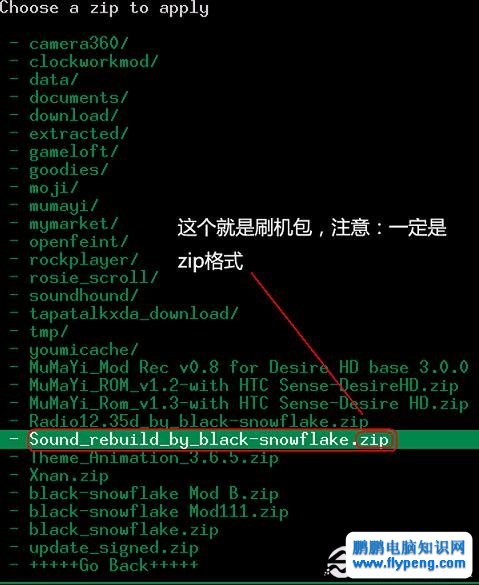 Choose a zip to apply
- camera360/
- clockworkmod/
- data/
- documents/
- download/
- extracted/
- gameloft/
- goodies/
- moji/
- mumayi/
- mymarket/
- openfeint/
- rockplayer/
- rosie_scroll/
- soundhound/
- tapatalkxda_download/
- tmp/
- youmicache/
- MuMaYi_Mod Rec v0.8 for Desire HD base 3.0.0
- MuMaYi_ROM_v1.2-with HTC Sense-DesireHD.zip
- MuMaYi_Rom_v1.3-with HTC Sense-Desire HD.zip
- Radio12.35d_by_black-snowflake.zip
- Sound_rebuild_by_black-snowflake.zip
- Theme_Animation_3.6.5.zip
- Xnan.zip
- black-snowflake Mod B.zip
- black-snowflake Mod111.zip
- black_snowflake.zip
- update_signed.zip
- +++++Go Back+++++
这个就是刷机包，注意：一定是
zip格式
鹏鹏电脑知识网
www.flypeng.com